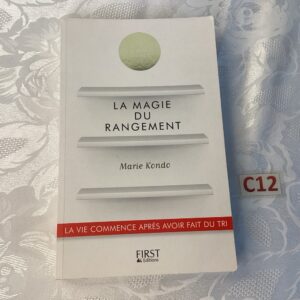 LA MAGIE
DU
RANGEMENT
Marie Kondo
C12
LA VIE COMMENCE APRÈS AVOIR FAIT DU TRI
FIRST
Editions